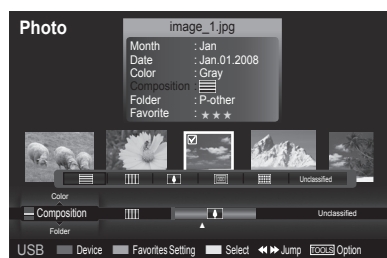 Photo
image_1.jpg
Month : Jan
Date : Jan.01.2008
Color : Gray
Composition :
Folder : P-other
Favorite : ★ ★ ★
Unclassified
Color
Composition
Unclassified
Folder
USB Device Favorites Setting Select Jump TOOLS Option